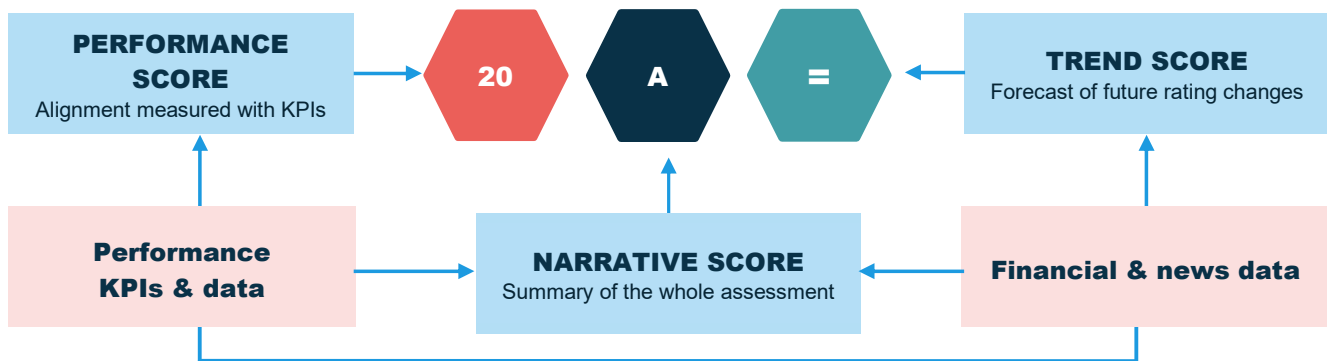 PERFORMANCE
SCORE
Alignment measured with KPIs
20
A
=
TREND SCORE
Forecast of future rating changes
Performance
KPIs & data
NARRATIVE SCORE
Summary of the whole assessment
Financial & news data